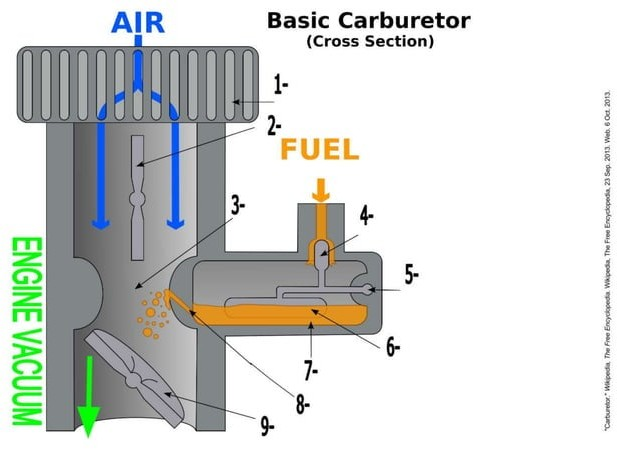 AIR
Basic Carburetor
(Cross Section)
1-
2-
FUEL
3-
4-
5-
6-
7-
8-
9-
ENGINE VACUUM
"Carburetor." Wikipedia, The Free Encyclopedia. Wikipedia, The Free Encyclopedia, 23 Sep. 2013. Web. 6 Oct. 2013.